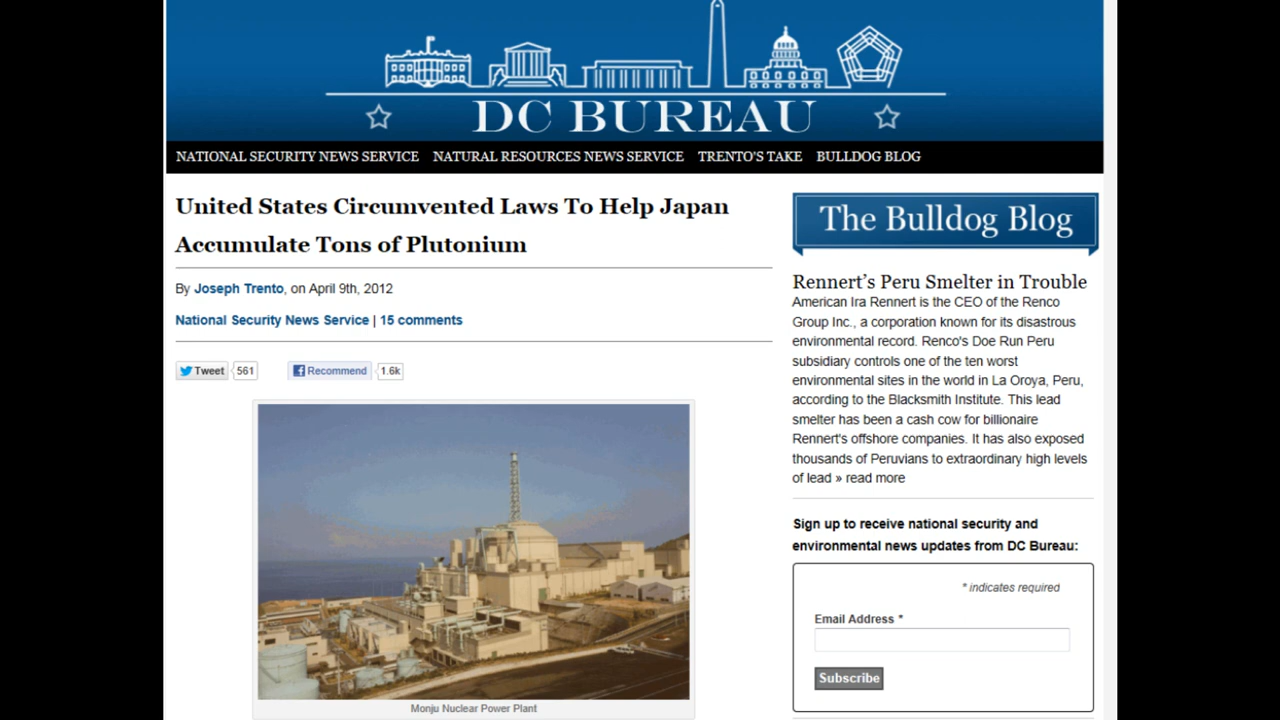 DC BUREAU
NATIONAL SECURITY NEWS SERVICE NATURAL RESOURCES NEWS SERVICE TRENTO'S TAKE BULLDOG BLOG
United States Circumvented Laws To Help Japan
Accumulate Tons of Plutonium
By Joseph Trento, on April 9th, 2012
National Security News Service | 15 comments
Tweet 561 Recommend 1.6k
Monju Nuclear Power Plant
The Bulldog Blog
Rennert's Peru Smelter in Trouble
American Ira Rennert is the CEO of the Renco
Group Inc., a corporation known for its disastrous
environmental record. Renco's Doe Run Peru
subsidiary controls one of the ten worst
environmental sites in the world in La Oroya, Peru,
according to the Blacksmith Institute. This lead
smelter has been a cash cow for billionaire
Rennert's offshore companies. It has also exposed
thousands of Peruvians to extraordinary high levels
of lead » read more
Sign up to receive national security and
environmental news updates from DC Bureau:
* indicates required
Email Address *
Subscribe